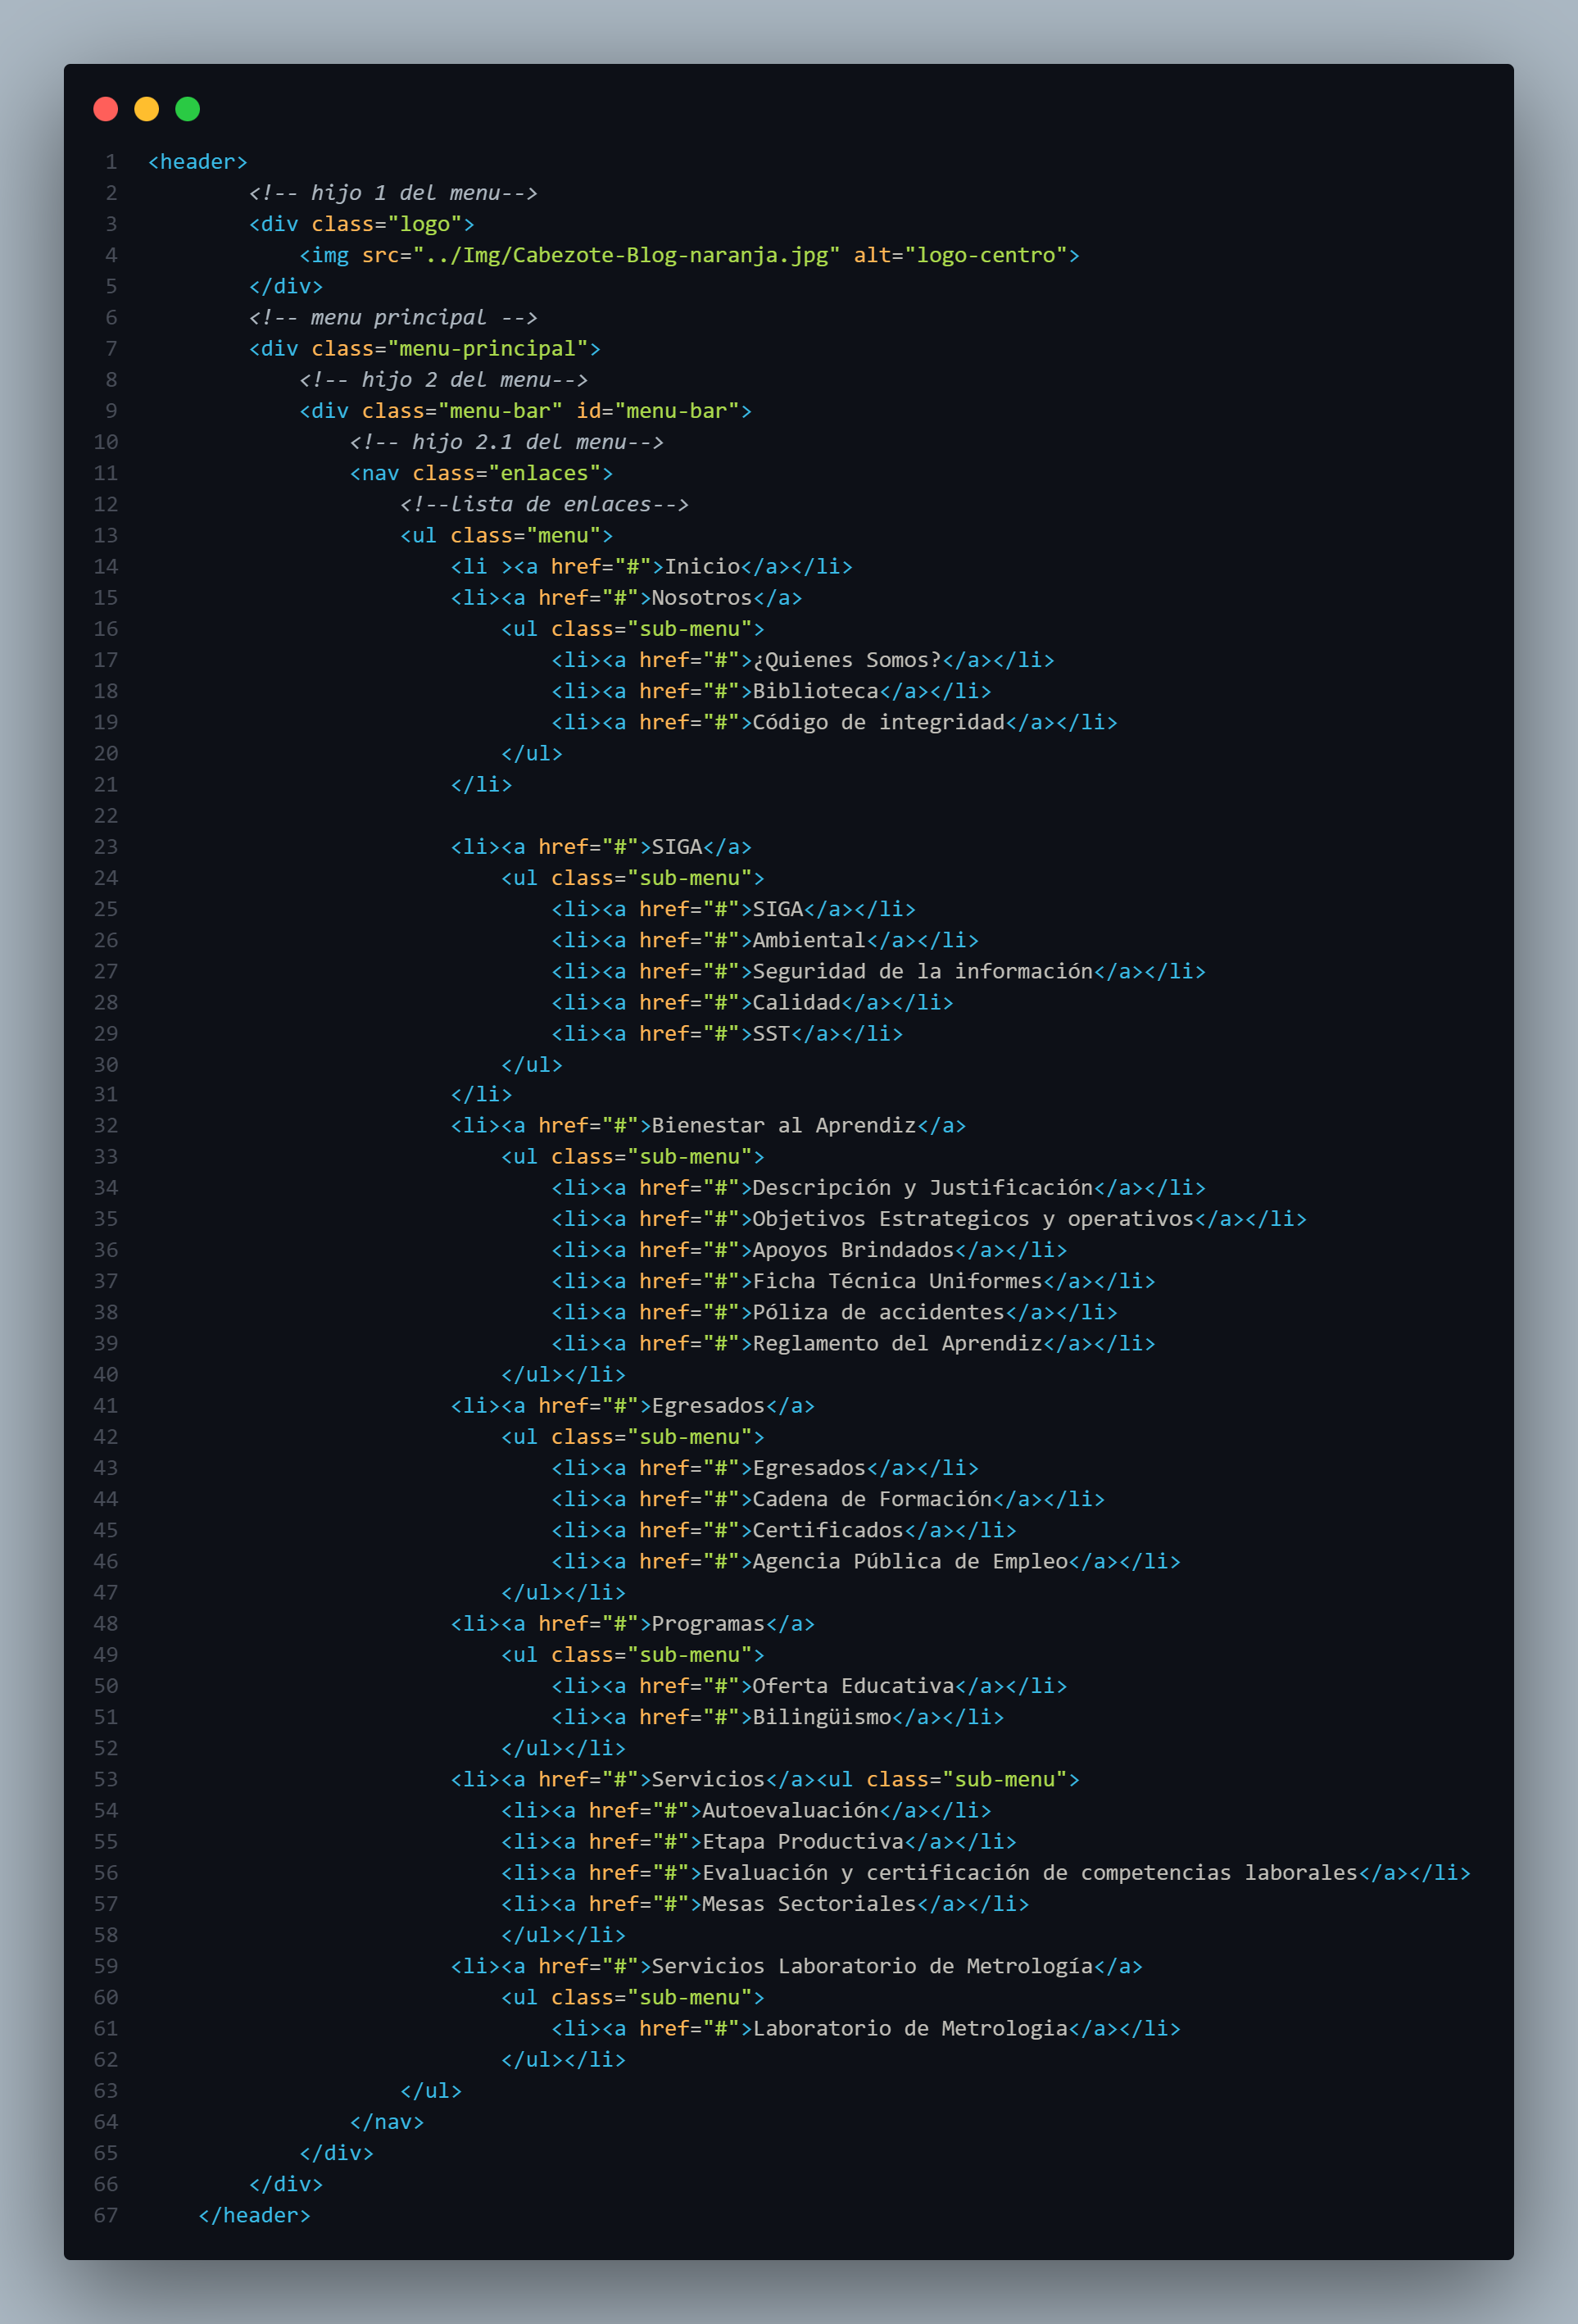 1 <header>
2 <!-- hijo 1 del menu-->
3 <div class="logo">
4 <img src="../Img/Cabezote-Blog-naranja.jpg" alt="logo-centro">
5 </div>
6 <!-- menu principal -->
7 <div class="menu-principal">
8 <!-- hijo 2 del menu-->
9 <div class="menu-bar" id="menu-bar">
10 <!-- hijo 2.1 del menu-->
11 <nav class="enlaces">
12 <!--lista de enlaces-->
13 <ul class="menu">
14 <li ><a href="#">Inicio</a></li>
15 <li><a href="#">Nosotros</a>
16 <ul class="sub-menu">
17 <li><a href="#">¿Quienes Somos?</a></li>
18 <li><a href="#">Biblioteca</a></li>
19 <li><a href="#">Código de integridad</a></li>
20 </ul>
21 </li>
22
23 <li><a href="#">SIGA</a>
24 <ul class="sub-menu">
25 <li><a href="#">SIGA</a></li>
26 <li><a href="#">Ambiental</a></li>
27 <li><a href="#">Seguridad de la información</a></li>
28 <li><a href="#">Calidad</a></li>
29 <li><a href="#">SST</a></li>
30 </ul>
31 </li>
32 <li><a href="#">Bienestar al Aprendiz</a>
33 <ul class="sub-menu">
34 <li><a href="#">Descripción y Justificación</a></li>
35 <li><a href="#">Objetivos Estrategicos y operativos</a></li>
36 <li><a href="#">Apoyos Brindados</a></li>
37 <li><a href="#">Ficha Técnica Uniformes</a></li>
38 <li><a href="#">Póliza de accidentes</a></li>
39 <li><a href="#">Reglamento del Aprendiz</a></li>
40 </ul></li>
41 <li><a href="#">Egresados</a>
42 <ul class="sub-menu">
43 <li><a href="#">Egresados</a></li>
44 <li><a href="#">Cadena de Formación</a></li>
45 <li><a href="#">Certificados</a></li>
46 <li><a href="#">Agencia Pública de Empleo</a></li>
47 </ul></li>
48 <li><a href="#">Programas</a>
49 <ul class="sub-menu">
50 <li><a href="#">Oferta Educativa</a></li>
51 <li><a href="#">Bilingüismo</a></li>
52 </ul></li>
53 <li><a href="#">Servicios</a><ul class="sub-menu">
54 <li><a href="#">Autoevaluación</a></li>
55 <li><a href="#">Etapa Productiva</a></li>
56 <li><a href="#">Evaluación y certificación de competencias laborales</a></li>
57 <li><a href="#">Mesas Sectoriales</a></li>
58 </ul></li>
59 <li><a href="#">Servicios Laboratorio de Metrología</a>
60 <ul class="sub-menu">
61 <li><a href="#">Laboratorio de Metrologia</a></li>
62 </ul></li>
63 </ul>
64 </nav>
65 </div>
66 </div>
67 </header>